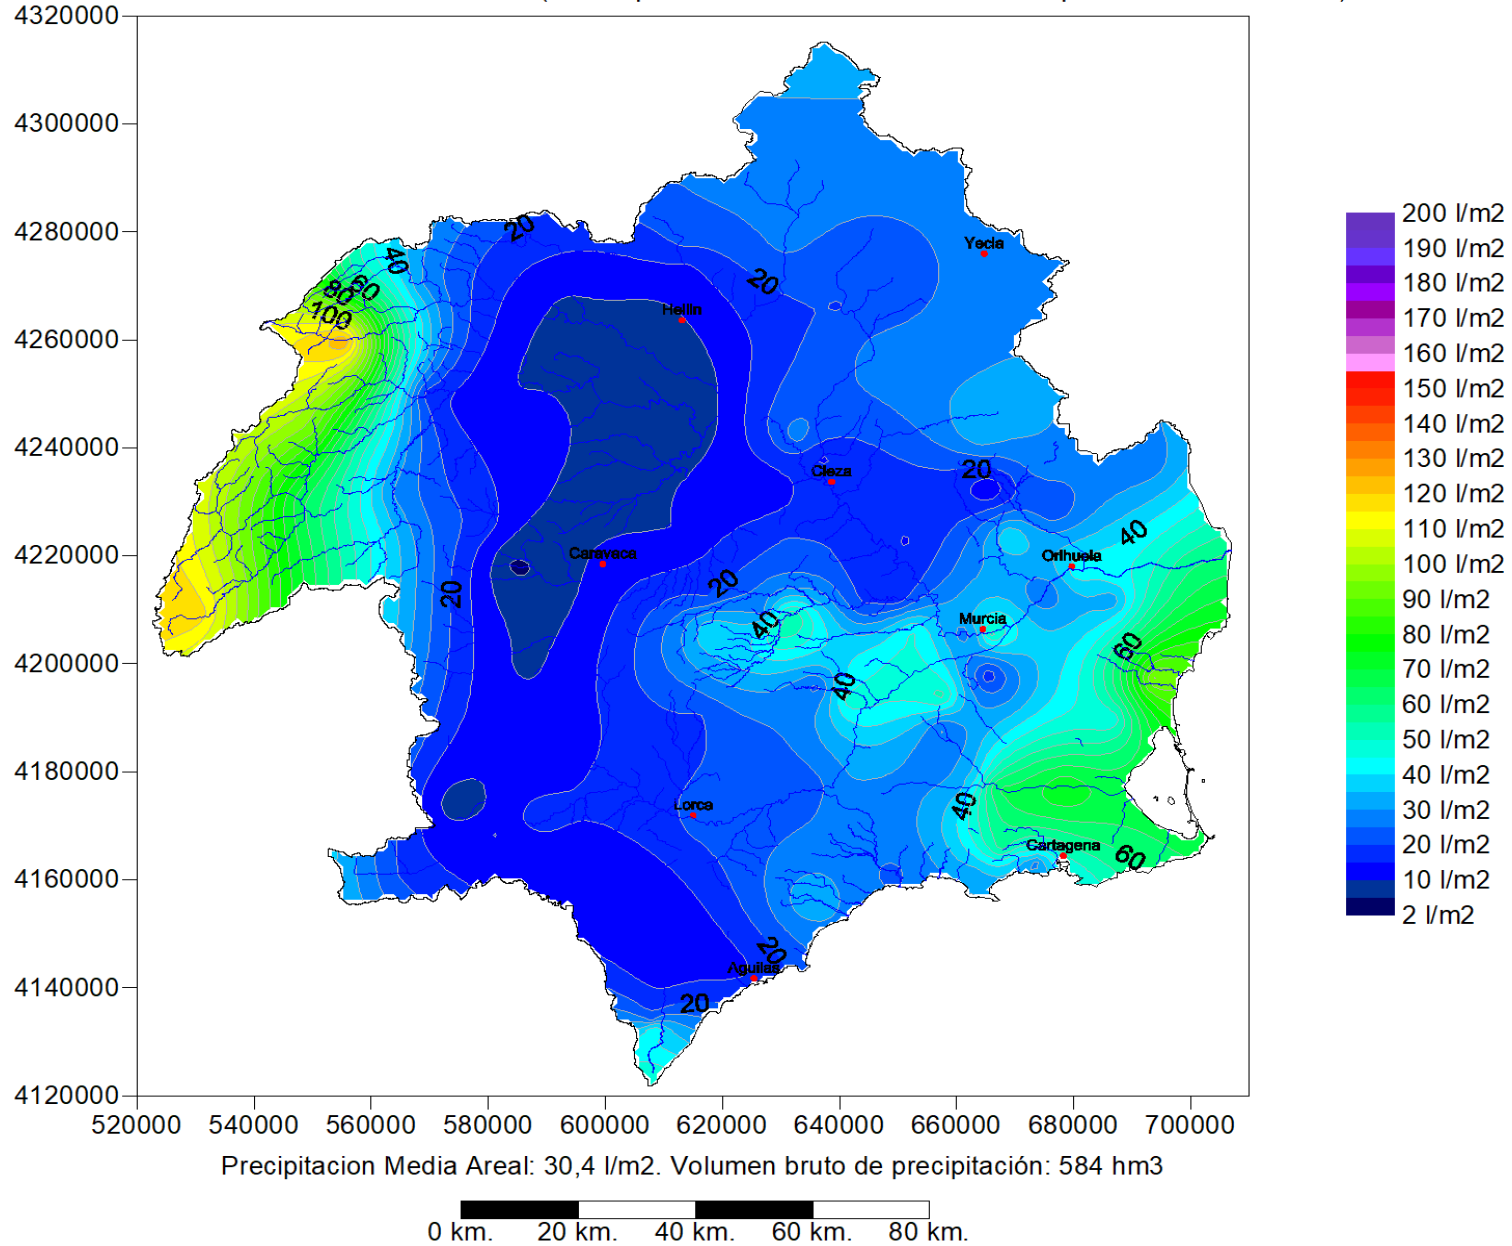 4320000
4300000
4280000
4260000
4240000
4220000
4200000
4180000
4160000
4140000
4120000
520000 540000 560000 580000 600000 620000 640000 660000 680000 700000
Yecla
Hellin
Cieza
Caravaca
Orihuela
Murcia
Lorca
Cartagena
Aguilas
20
40
60
80
100
20
20
20
20
40
40
40
60
20
40
60
20
20
200 l/m2
190 l/m2
180 l/m2
170 l/m2
160 l/m2
150 l/m2
140 l/m2
130 l/m2
120 l/m2
110 l/m2
100 l/m2
90 l/m2
80 l/m2
70 l/m2
60 l/m2
50 l/m2
40 l/m2
30 l/m2
20 l/m2
10 l/m2
2 l/m2
Precipitacion Media Areal: 30,4 l/m2. Volumen bruto de precipitación: 584 hm3
0 km. 20 km. 40 km. 60 km. 80 km.